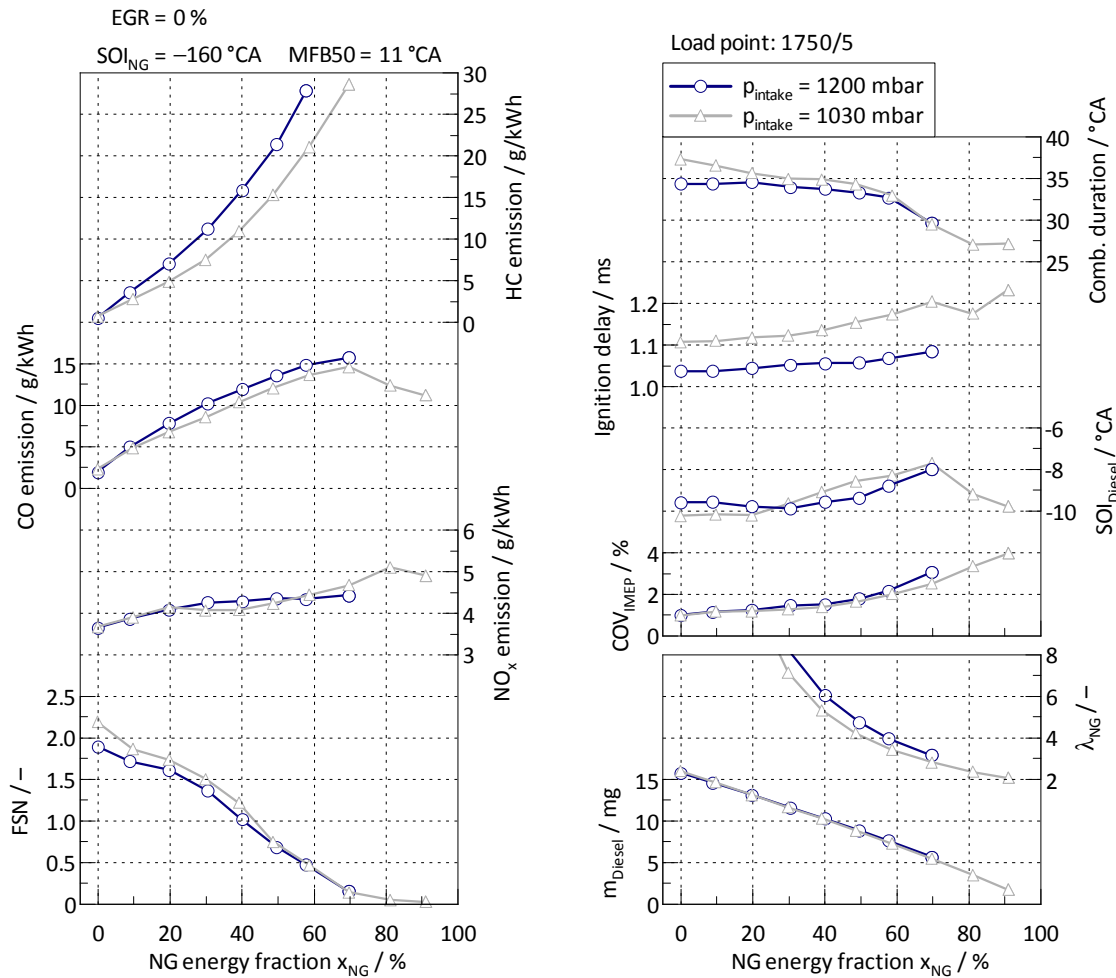 EGR = 0 %
SOI_NG = −160 °CA MFB50 = 11 °CA
30
25
20
15
10
5
0
HC emission / g/kWh
15
10
5
0
CO emission / g/kWh
6
5
4
3
NOx emission / g/kWh
2.5
2.0
1.5
1.0
0.5
0
FSN / –
0 20 40 60 80 100
NG energy fraction x_NG / %
Load point: 1750/5
p_intake = 1200 mbar
p_intake = 1030 mbar
40
35
30
25
Comb. duration / °CA
1.2
1.1
1.0
Ignition delay / ms
-6
-8
-10
SOI_Diesel / °CA
4
2
0
COV_IMEP / %
8
6
4
2
λ_NG / –
15
10
5
0
m_Diesel / mg
0 20 40 60 80 100
NG energy fraction x_NG / %